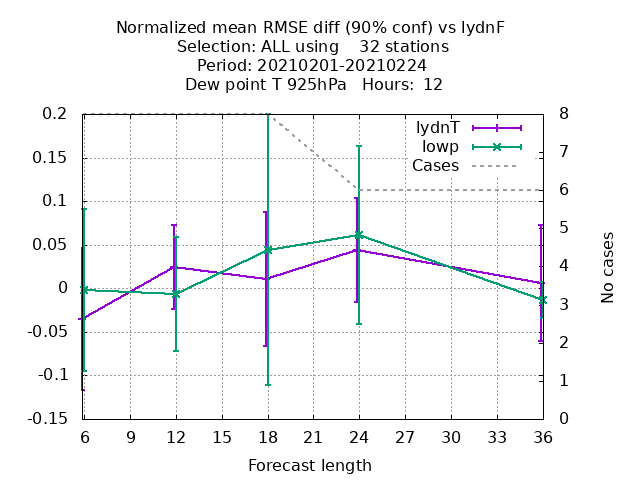 Normalized mean RMSE diff (90% conf) vs lydnF
Selection: ALL using    32 stations
Period: 20210201-20210224
Dew point T 925hPa   Hours:  12
0.2
0.15
0.1
0.05
0
-0.05
-0.1
-0.15
lydnT
lowp
Cases
8
7
6
5
4
3
2
1
0
No cases
6 9 12 15 18 21 24 27 30 33 36
Forecast length